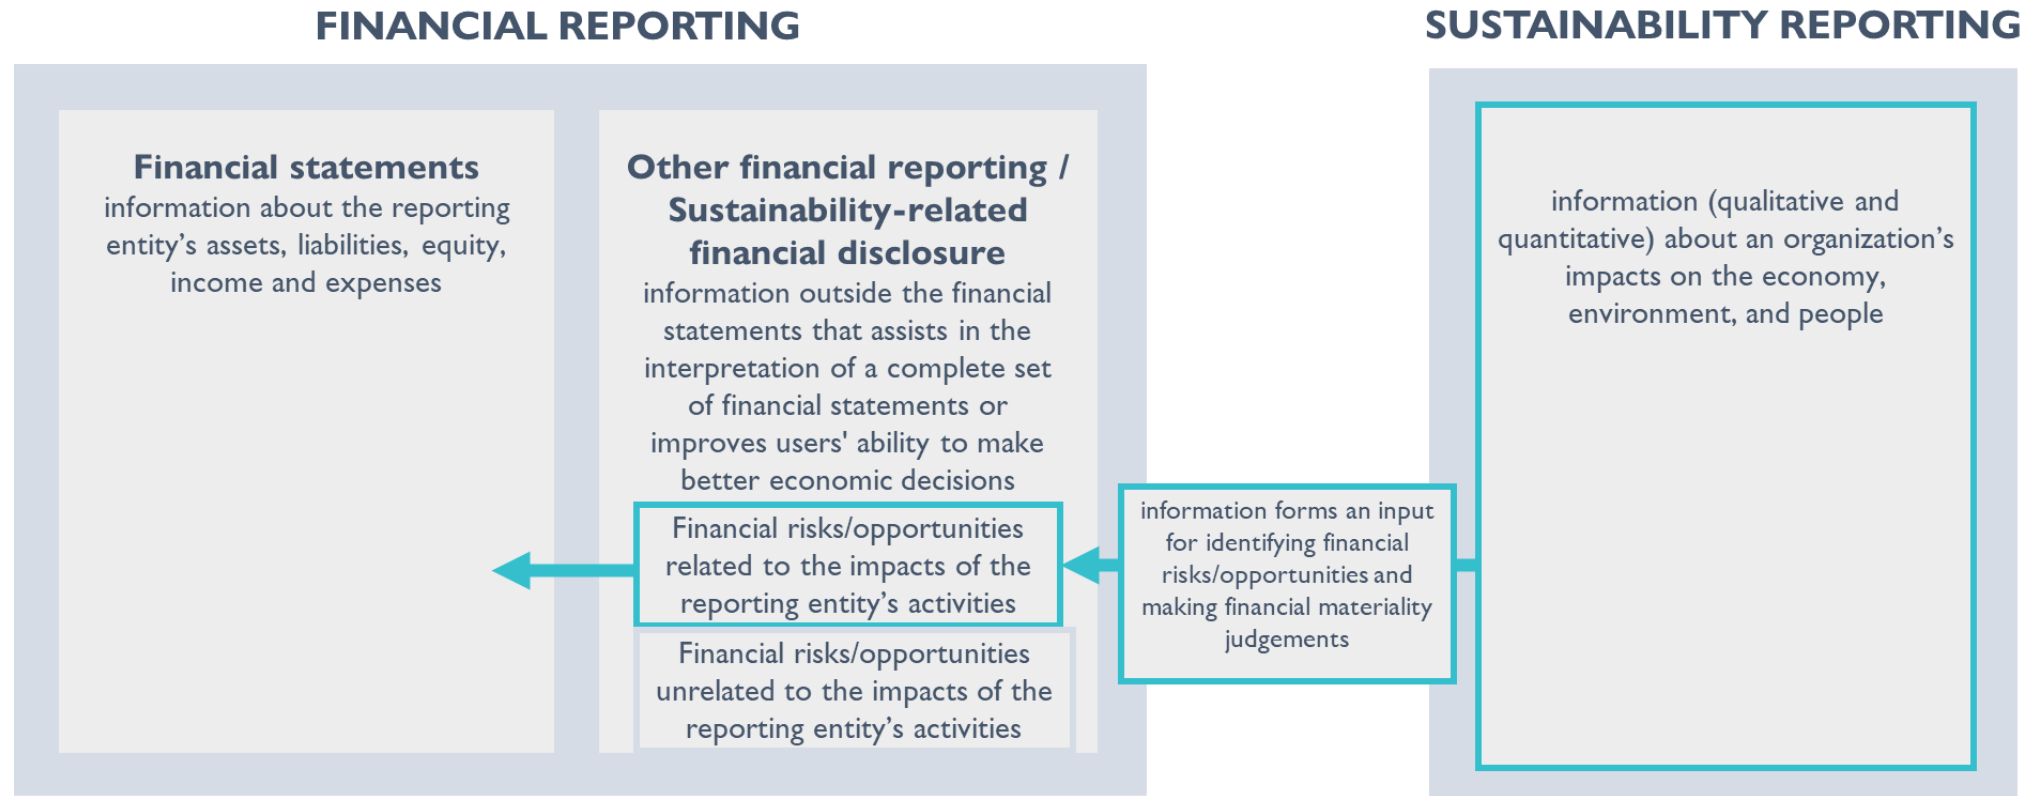 FINANCIAL REPORTING
SUSTAINABILITY REPORTING
Financial statements
information about the reporting
entity’s assets, liabilities, equity,
income and expenses
Other financial reporting /
Sustainability-related
financial disclosure
information outside the financial
statements that assists in the
interpretation of a complete set
of financial statements or
improves users' ability to make
better economic decisions
Financial risks/opportunities
related to the impacts of the
reporting entity’s activities
Financial risks/opportunities
unrelated to the impacts of the
reporting entity’s activities
information forms an input
for identifying financial
risks/opportunities and
making financial materiality
judgements
information (qualitative and
quantitative) about an organization’s
impacts on the economy,
environment, and people